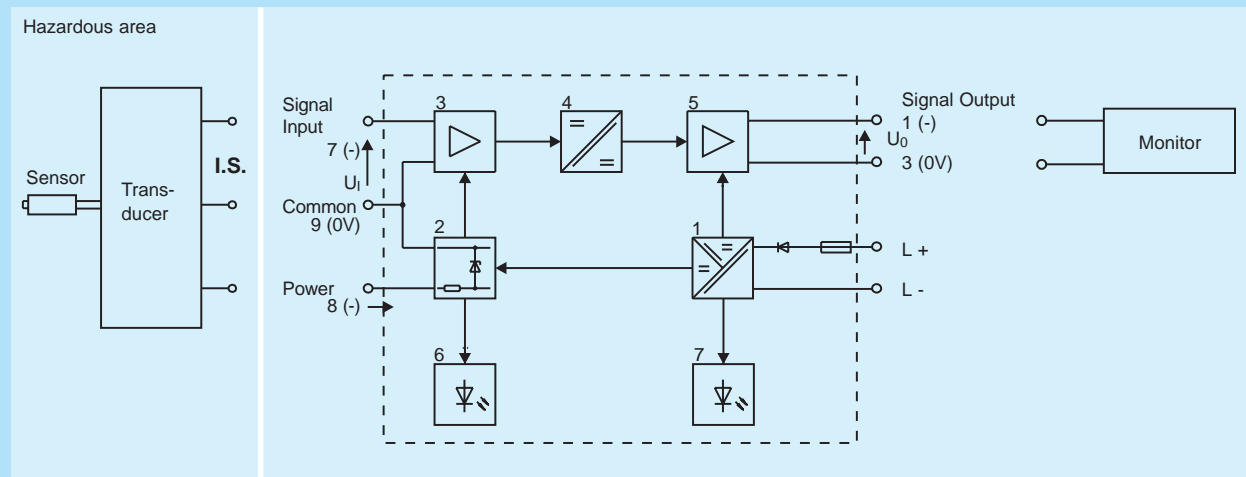 Hazardous area
Sensor
Trans-
ducer
I.S.
Signal
Input
7 (-)
UI
Common
9 (0V)
Power
8 (-)
3
4
5
2
1
6
7
Signal Output
1 (-)
U0
3 (0V)
L +
L -
Monitor